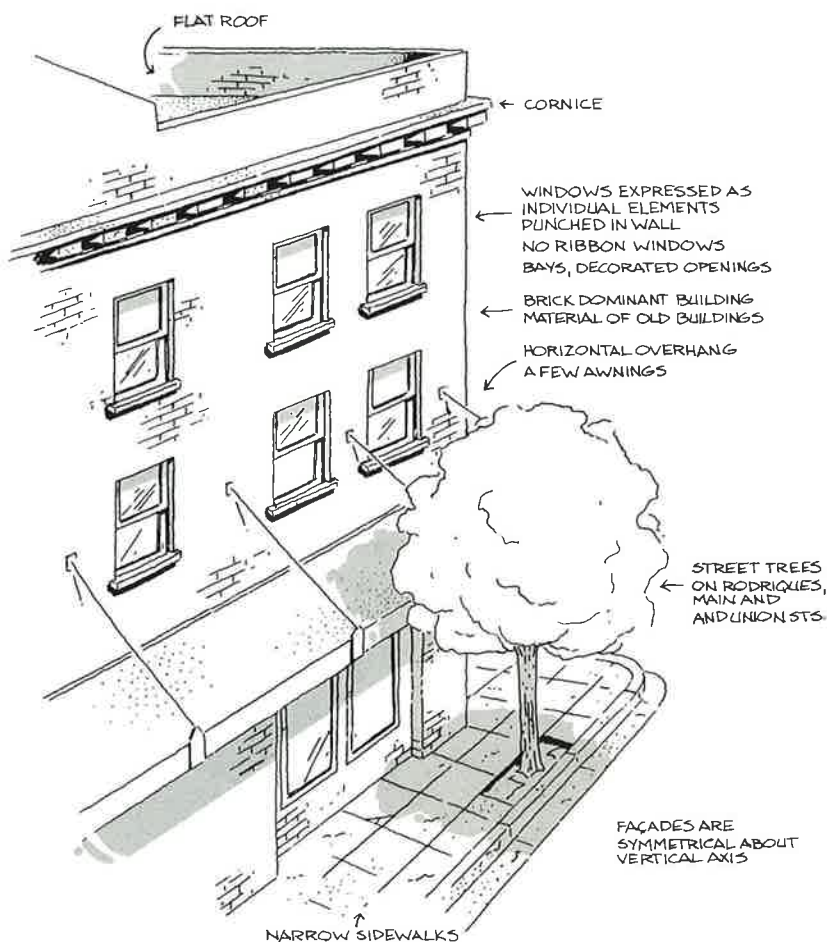 FLAT ROOF
← CORNICE
WINDOWS EXPRESSED AS
INDIVIDUAL ELEMENTS
PUNCHED IN WALL
NO RIBBON WINDOWS
BAYS, DECORATED OPENINGS
BRICK DOMINANT BUILDING
MATERIAL OF OLD BUILDINGS
HORIZONTAL OVERHANG
A FEW AWNINGS
STREET TREES
ON RODRIQUES,
MAIN AND
AND UNION STS.
FAÇADES ARE
SYMMETRICAL ABOUT
VERTICAL AXIS
NARROW SIDEWALKS